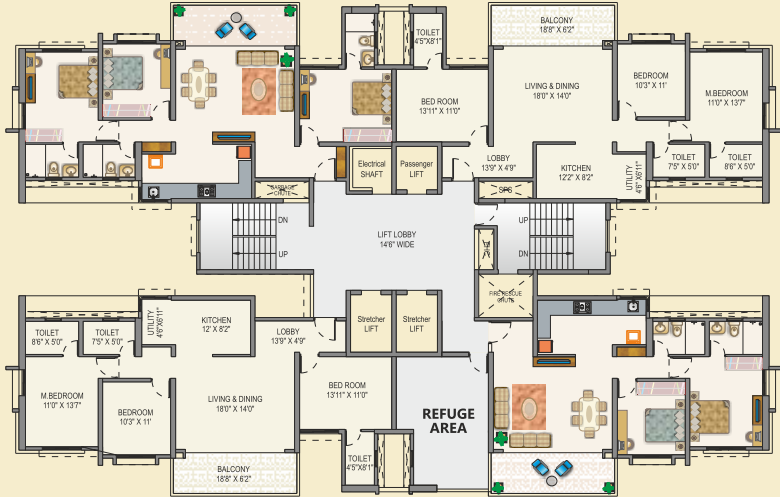 BALCONY
18'8" X 6'2"
TOILET
4'5"X8'1"
LIVING & DINING
18'0" X 14'0"
BEDROOM
10'3" X 11'
M.BEDROOM
11'0" X 13'7"
BED ROOM
13'11" X 11'0"
Electrical
SHAFT
Passenger
LIFT
LOBBY
13'9" X 4'9"
KITCHEN
12'2" X 8'2"
TOILET
7'5" X 5'0"
TOILET
8'6" X 5'0"
UTILITY
4'6" X6'11"
GARBAGE
CHUTE
SPS
DN
UP
LIFT LOBBY
14'6" WIDE
UP
DN
FIRE RESCUE
CHUTE
TOILET
8'6" X 5'0"
TOILET
7'5" X 5'0"
UTILITY
4'6"X6'11"
KITCHEN
12' X 8'2"
LOBBY
13'9" X 4'9"
Stretcher
LIFT
Stretcher
LIFT
M.BEDROOM
11'0" X 13'7"
BEDROOM
10'3" X 11'
LIVING & DINING
18'0" X 14'0"
BED ROOM
13'11" X 11'0"
REFUGE
AREA
BALCONY
18'8" X 6'2"
TOILET
4'5"X8'1"